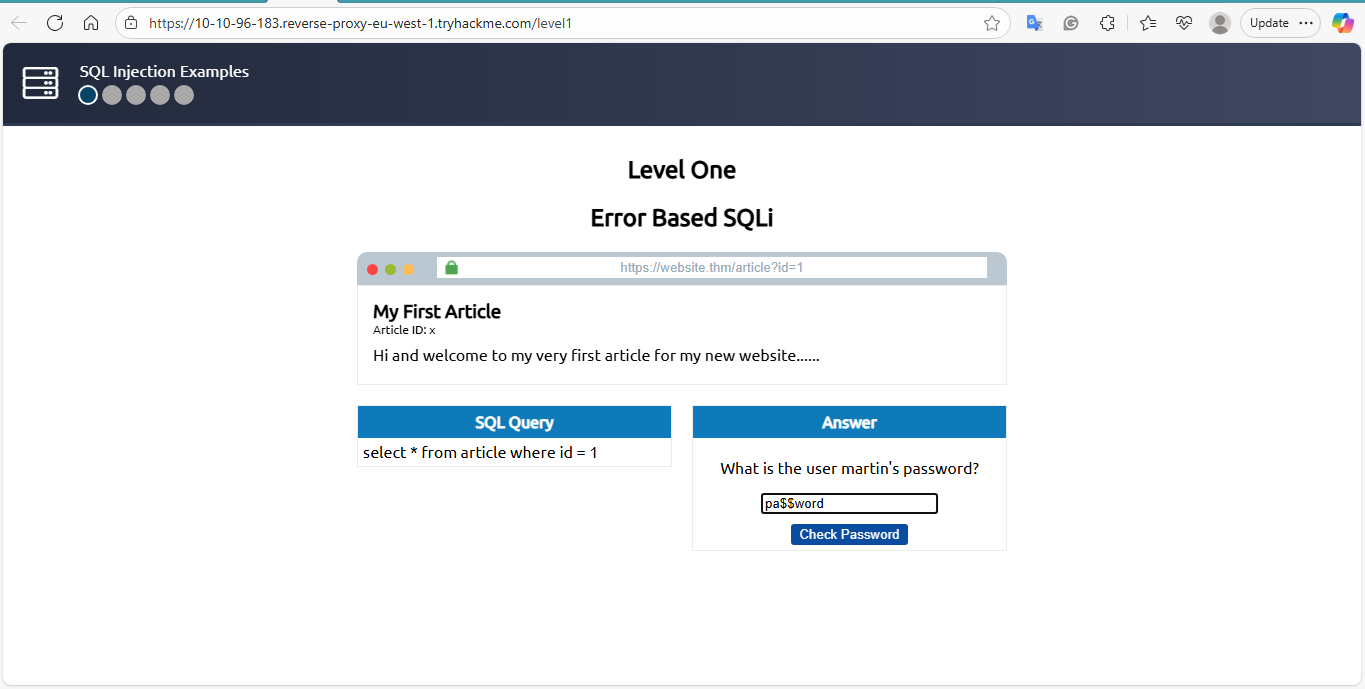 https://10-10-96-183.reverse-proxy-eu-west-1.tryhackme.com/level1
Update
SQL Injection Examples
Level One
Error Based SQLi
https://website.thm/article?id=1
My First Article
Article ID: x
Hi and welcome to my very first article for my new website......
SQL Query
select * from article where id = 1
Answer
What is the user martin's password?
pa$$word
Check Password